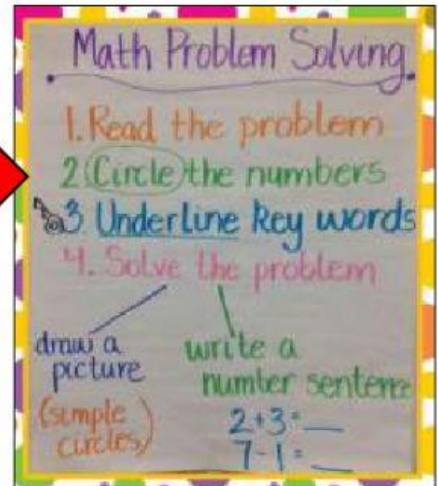 Math Problem Solving.
1. Read the problem
2. Circle the numbers
3. Underline key words
4. Solve the problem
draw a
picture
(simple
circles)
write a
number sentence
2+3=__
7-1=__